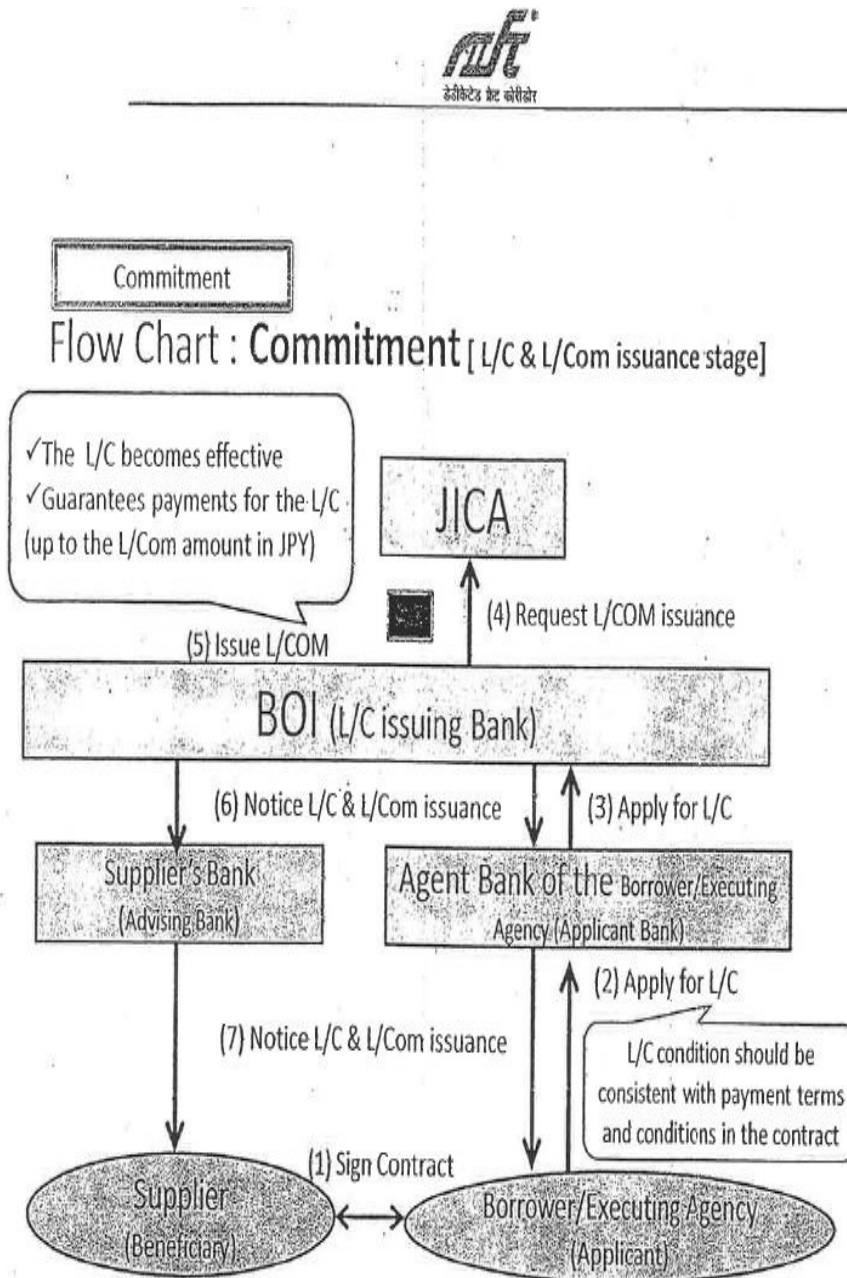 डेडीकेटेड फ्रेट कोरीडोर
Commitment
Flow Chart : Commitment [ L/C & L/Com issuance stage]
✓The L/C becomes effective
✓Guarantees payments for the L/C
(up to the L/Com amount in JPY)
JICA
(4) Request L/COM issuance
(5) Issue L/COM
BOI (L/C issuing Bank)
(6) Notice L/C & L/Com issuance
(3) Apply for L/C
Supplier's Bank
(Advising Bank)
Agent Bank of the Borrower/Executing
Agency (Applicant Bank)
(2) Apply for L/C
(7) Notice L/C & L/Com issuance
L/C condition should be
consistent with payment terms
and conditions in the contract
(1) Sign Contract
Supplier
(Beneficiary)
Borrower/Executing Agency
(Applicant)